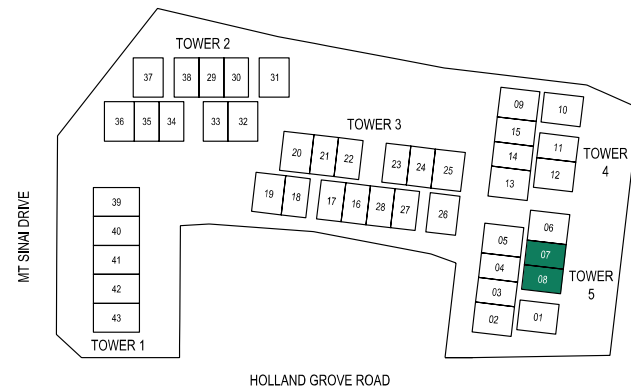 TOWER 2
37 38 29 30 31
36 35 34 33 32
TOWER 3
20 21 22 23 24 25
19 18 17 16 28 27 26
09 10
15
14
13
11
12
TOWER
4
MT SINAI DRIVE
39
40
41
42
43
TOWER 1
05
04
03
02
06
07
08
01
TOWER
5
HOLLAND GROVE ROAD